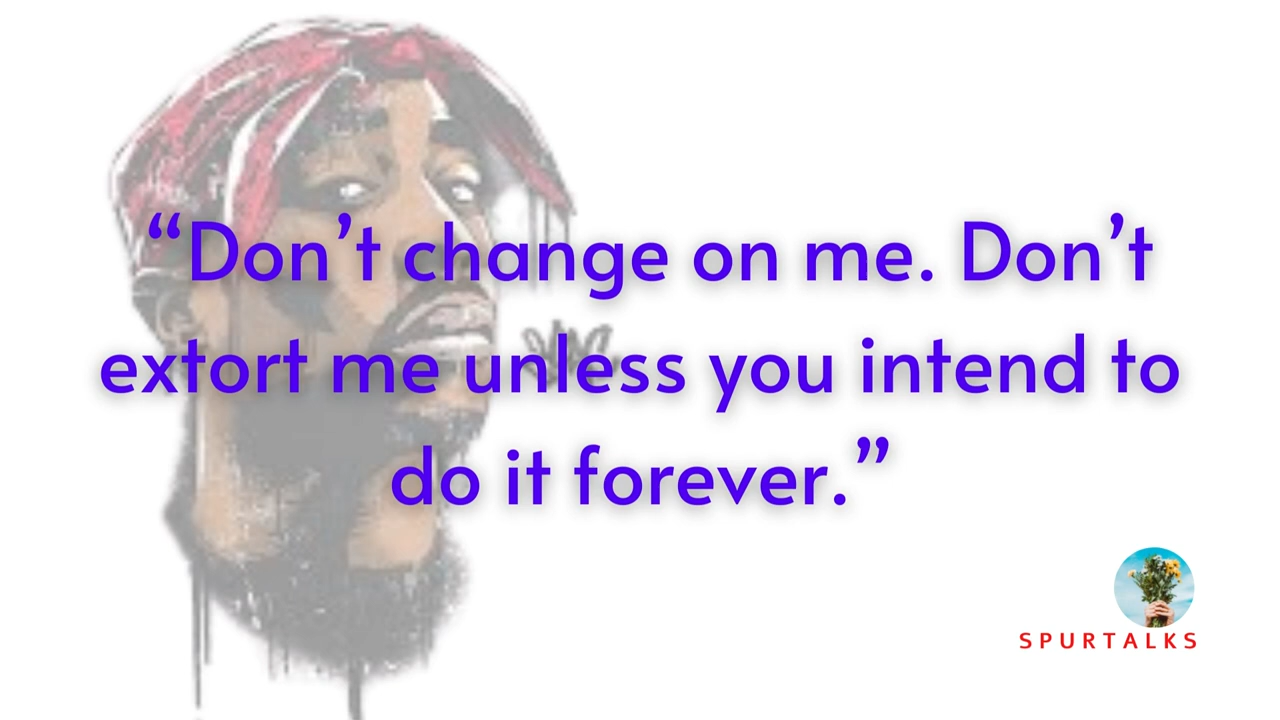 “Don’t change on me. Don’t
extort me unless you intend to
do it forever.”
SPURTALKS